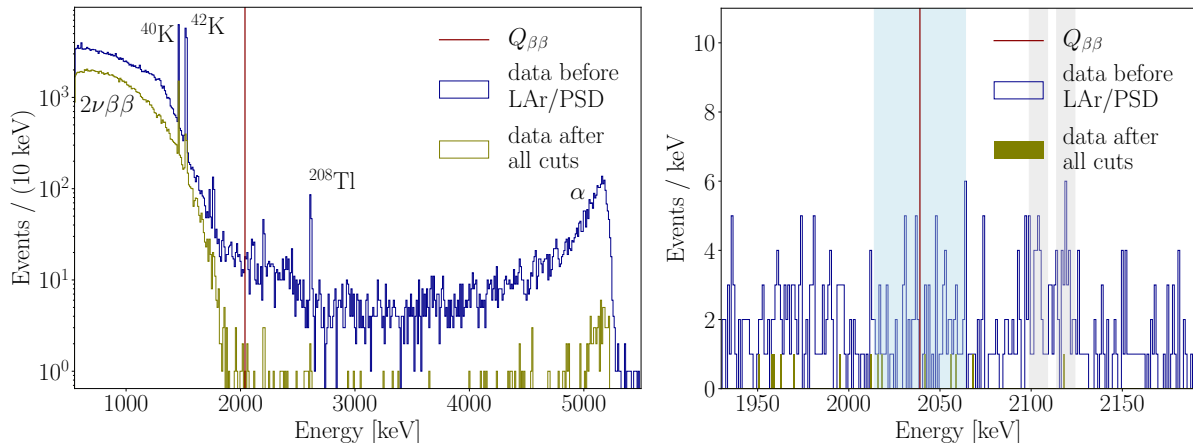 ⁴⁰K
⁴²K
2νββ
²⁰⁸Tl
α
Q_ββ
data before
LAr/PSD
data after
all cuts
Events / (10 keV)
10³
10²
10¹
10⁰
1000 2000 3000 4000 5000
Energy [keV]
Q_ββ
data before
LAr/PSD
data after
all cuts
Events / keV
10
8
6
4
2
0
1950 2000 2050 2100 2150
Energy [keV]